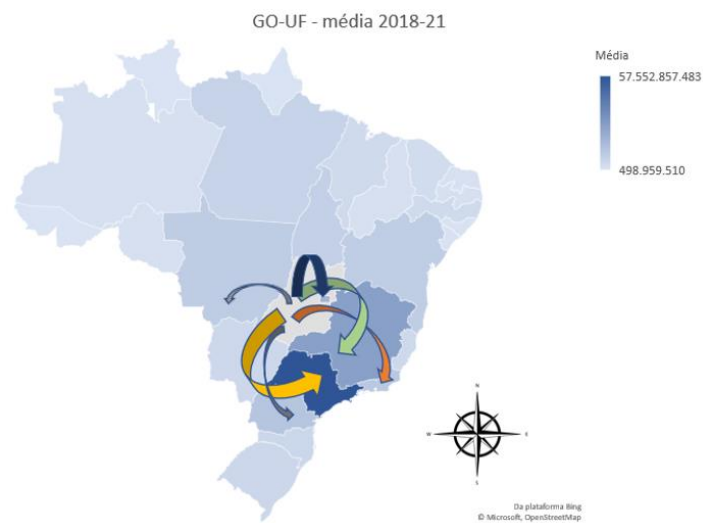 GO-UF - média 2018-21
Média
57.552.857.483
498.959.510
N
W
E
S
Da plataforma Bing
© Microsoft, OpenStreetMap